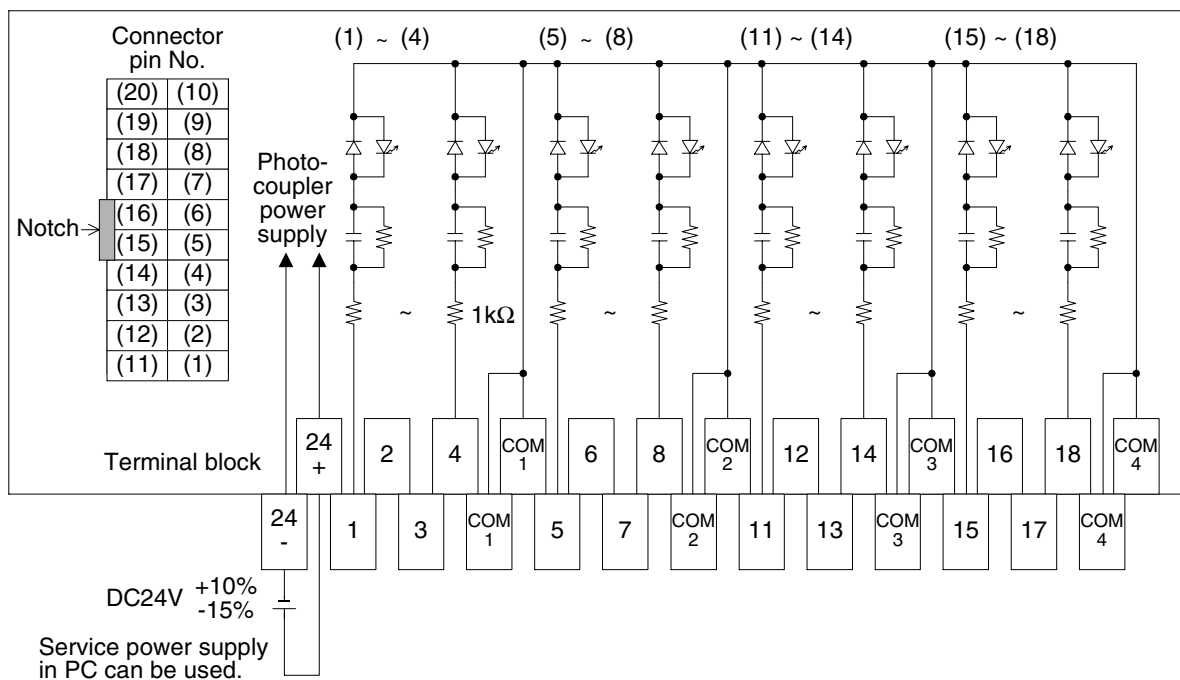 Connector
pin No.
(1) ~ (4)
(5) ~ (8)
(11) ~ (14)
(15) ~ (18)
(20) (10)
(19) (9)
(18) (8)
(17) (7)
(16) (6)
(15) (5)
(14) (4)
(13) (3)
(12) (2)
(11) (1)
Notch
Photo-
coupler
power
supply
~ 1kΩ ~ ~ ~
Terminal block
24
+
2
4
COM
1
6
8
COM
2
12
14
COM
3
16
18
COM
4
24
-
1
3
COM
1
5
7
COM
2
11
13
COM
3
15
17
COM
4
DC24V +10%
-15%
Service power supply
in PC can be used.